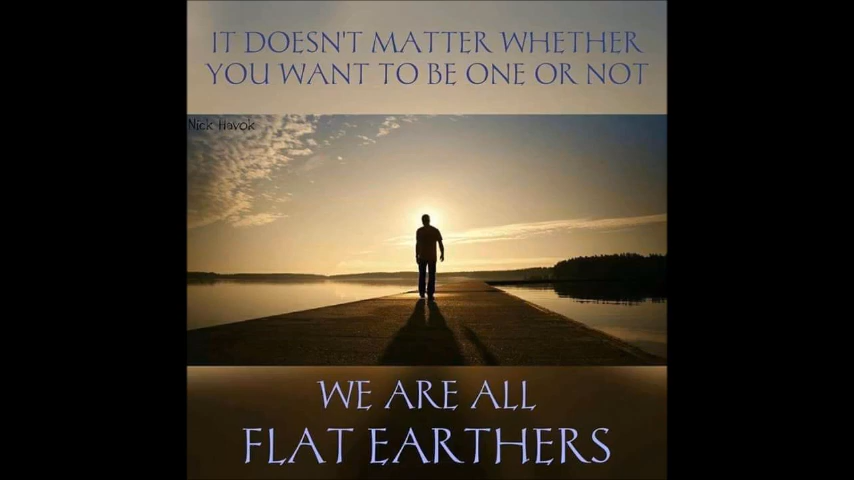 IT DOESN'T MATTER WHETHER
YOU WANT TO BE ONE OR NOT
Nick Havok
WE ARE ALL
FLAT EARTHERS